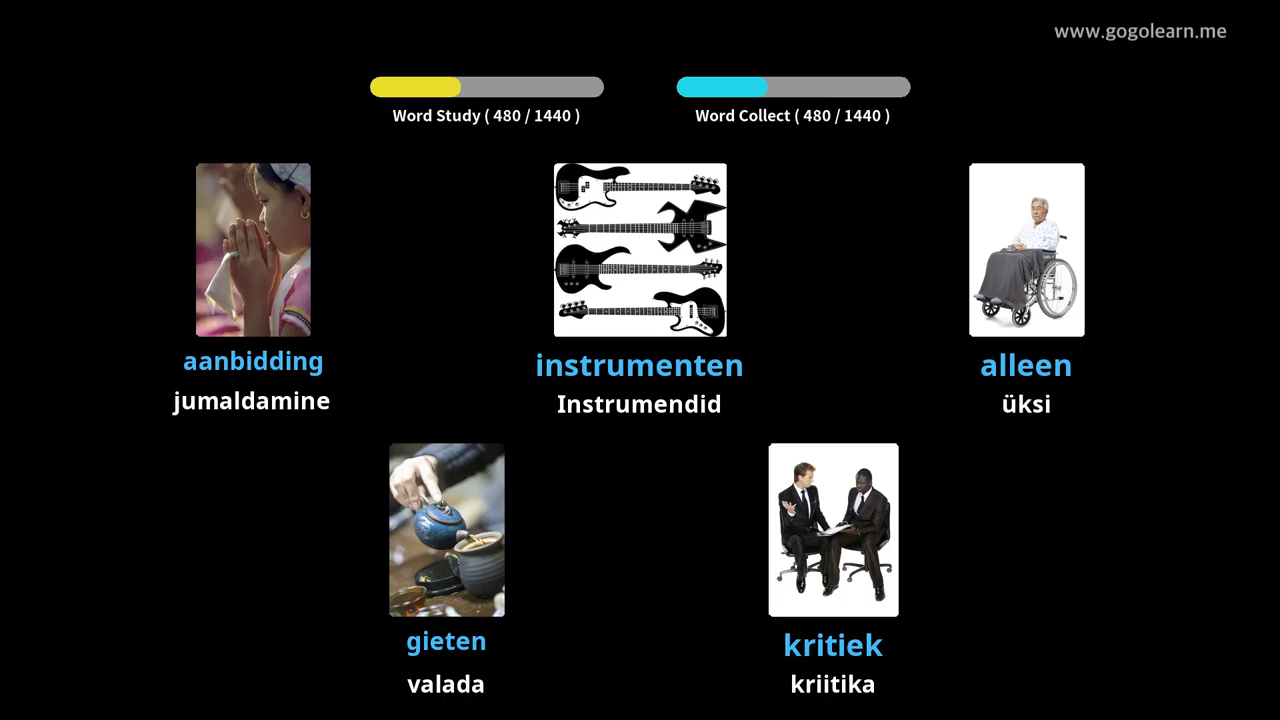 www.gogolearn.me
Word Study ( 480 / 1440 )
Word Collect ( 480 / 1440 )
aanbidding
jumaldamine
instrumenten
Instrumendid
alleen
üksi
gieten
valada
kritiek
kriitika